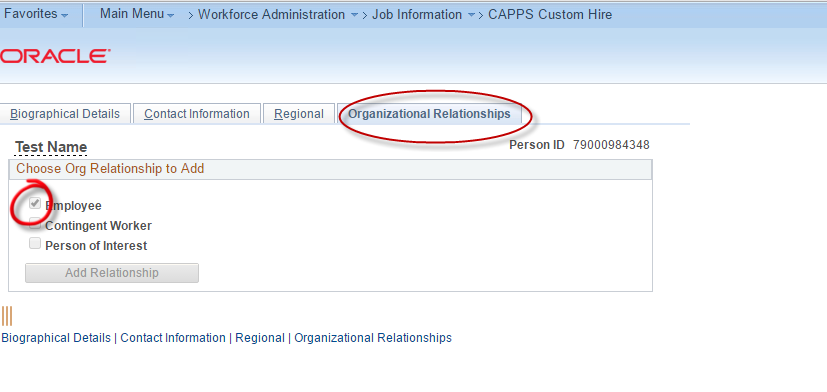 Favorites Main Menu > Workforce Administration > Job Information > CAPPS Custom Hire
ORACLE
Biographical Details Contact Information Regional Organizational Relationships
Test Name Person ID 79000984348
Choose Org Relationship to Add
Employee
Contingent Worker
Person of Interest
Add Relationship
Biographical Details | Contact Information | Regional | Organizational Relationships